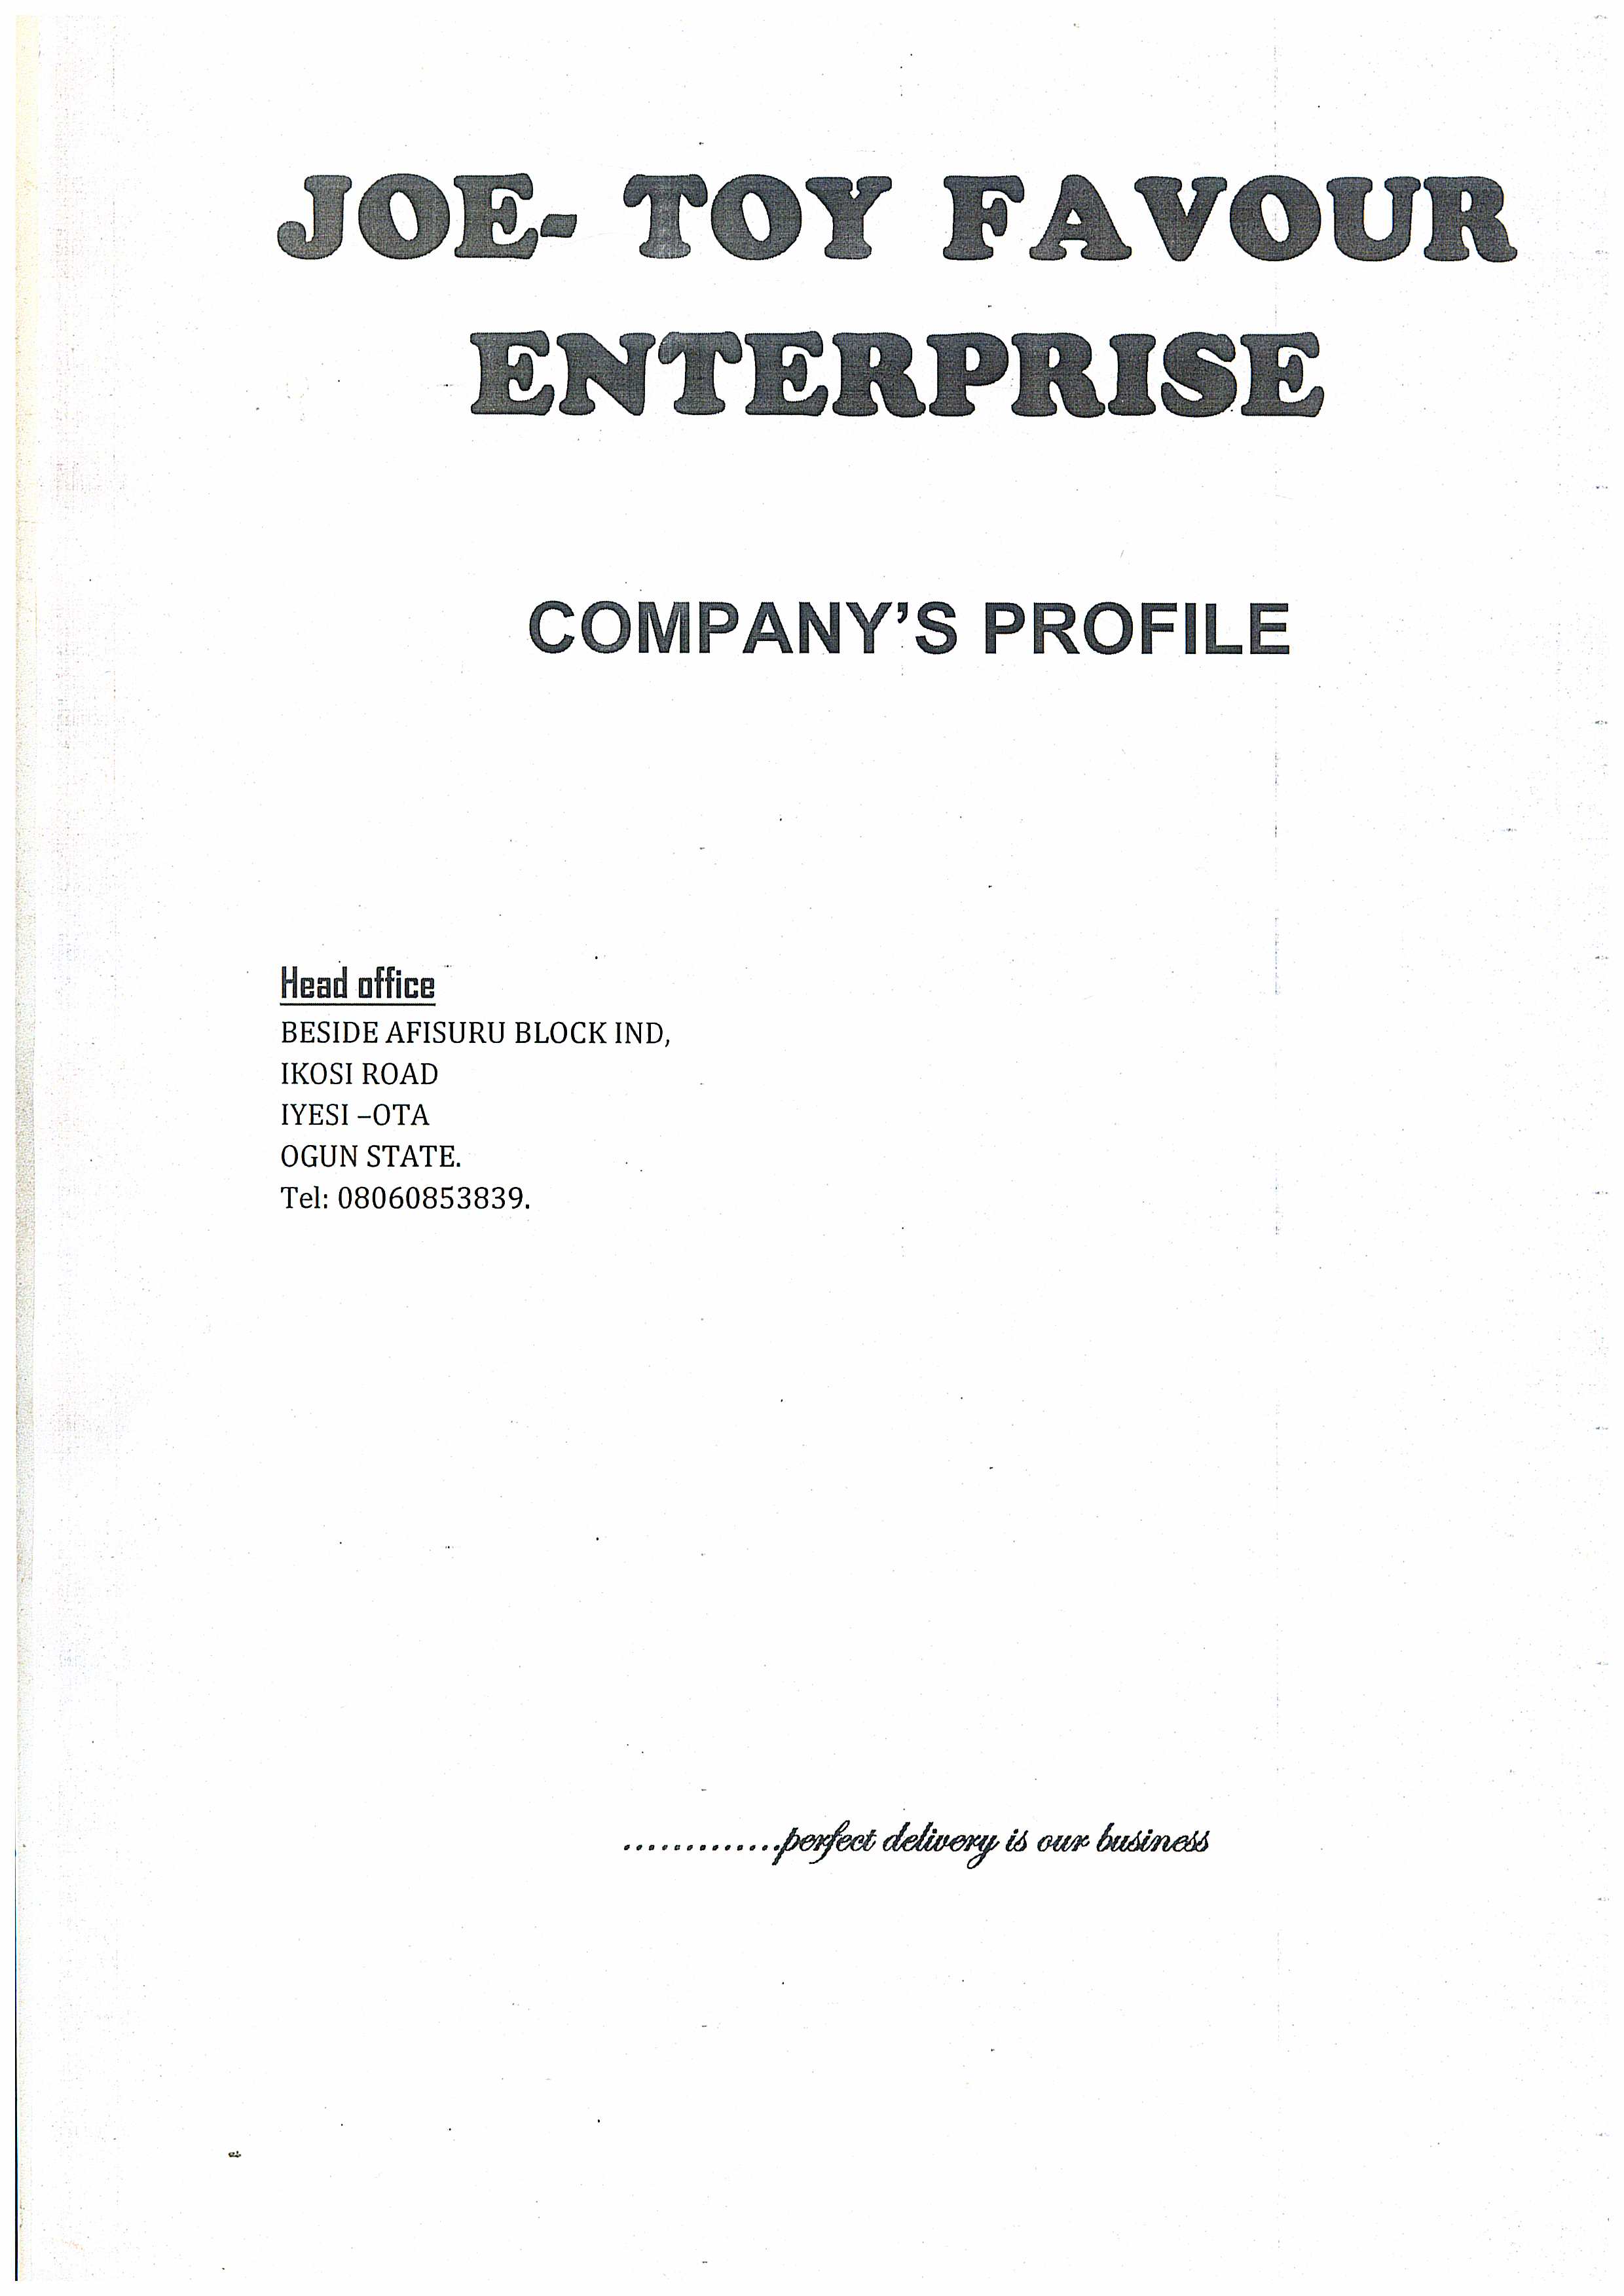 JOE- TOY FAVOUR
ENTERPRISE
COMPANY’S PROFILE
Head office
BESIDE AFISURU BLOCK IND,
IKOSI ROAD
IYESI –OTA
OGUN STATE.
Tel: 08060853839.
.............perfect delivery is our business